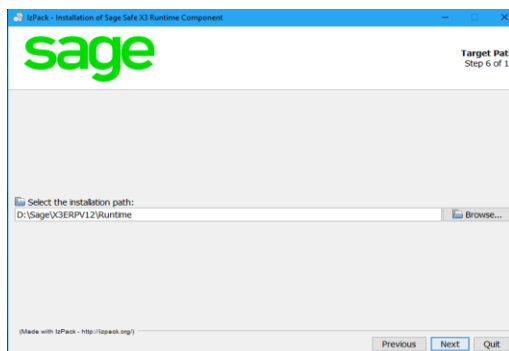 IzPack - Installation of Sage Safe X3 Runtime Component
sage
Target Pat
Step 6 of 1
Select the installation path:
D:\Sage\X3ERPV12\Runtime
Browse...
(Made with IzPack - http://izpack.org/)
Previous
Next
Quit